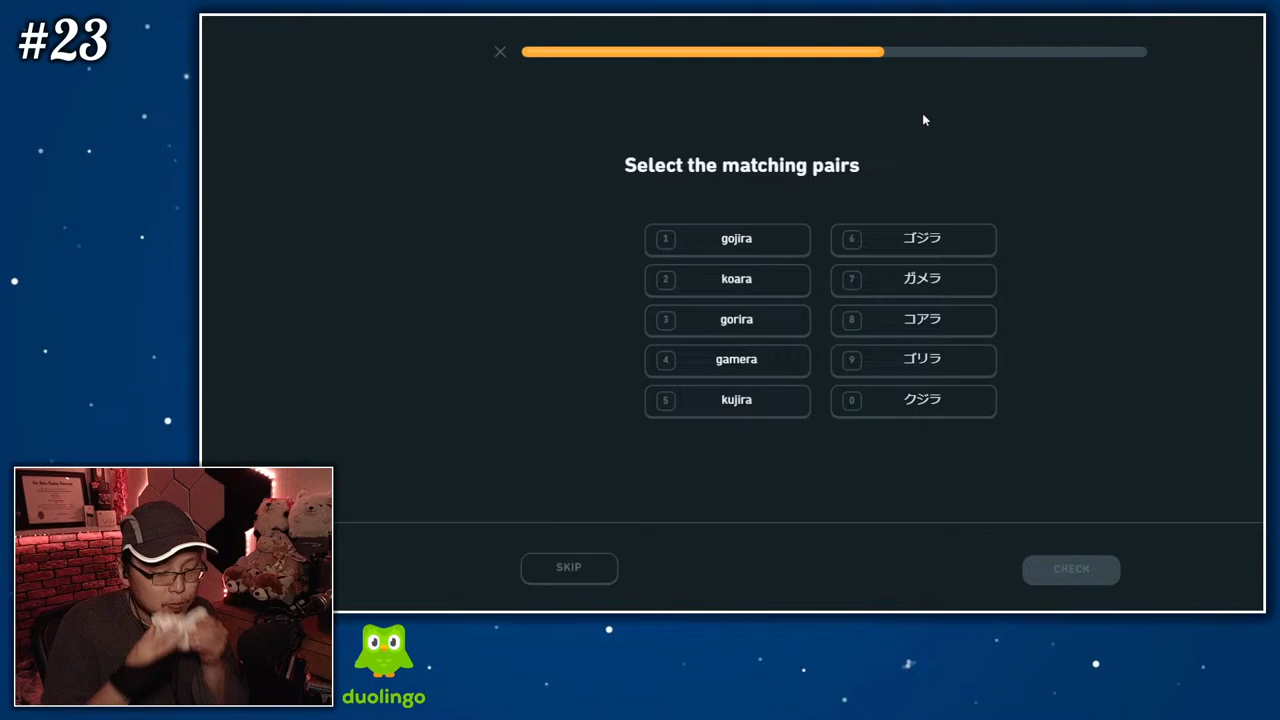 #23
Select the matching pairs
1 gojira
6 ゴジラ
2 koara
7 ガメラ
3 gorira
8 コアラ
4 gamera
9 ゴリラ
5 kujira
0 クジラ
SKIP
CHECK
duolingo